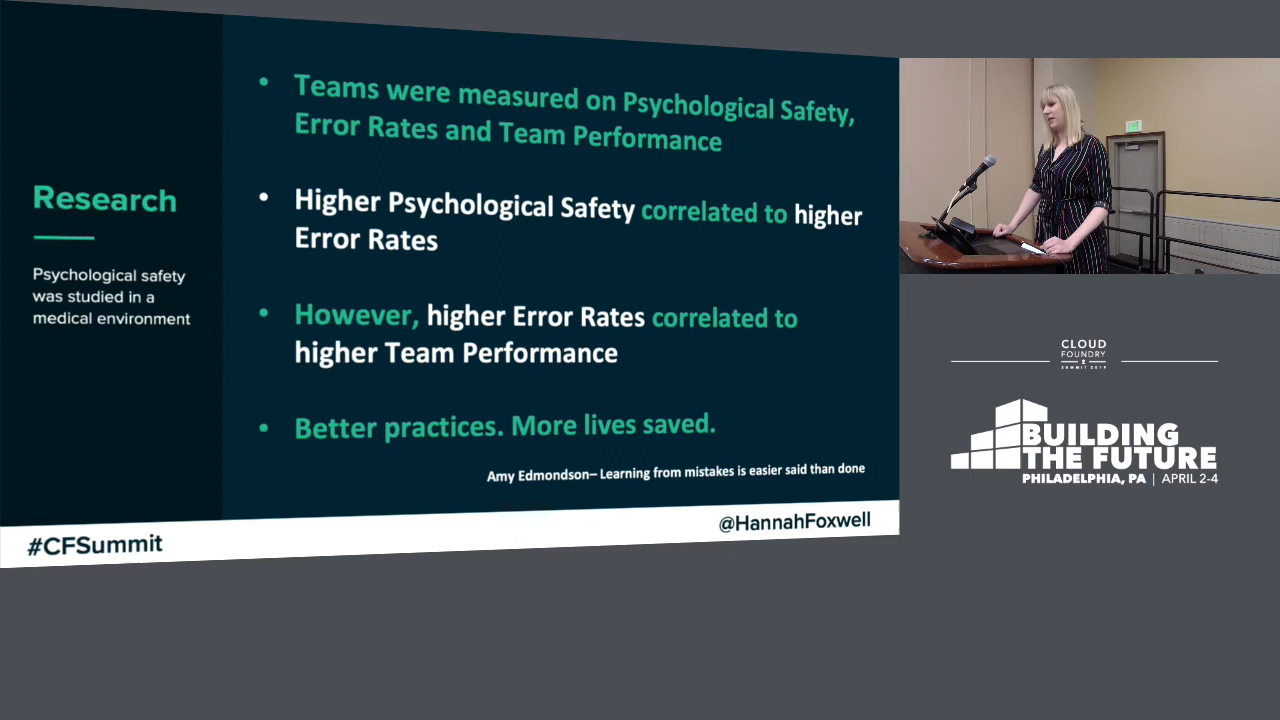 Research
Psychological safety
was studied in a
medical environment
• Teams were measured on Psychological Safety,
Error Rates and Team Performance
• Higher Psychological Safety correlated to higher
Error Rates
• However, higher Error Rates correlated to
higher Team Performance
• Better practices. More lives saved.
Amy Edmondson– Learning from mistakes is easier said than done
#CFSummit
@HannahFoxwell
CLOUD
FOUNDRY
SUMMIT 2019
BUILDING
THE FUTURE
PHILADELPHIA, PA | APRIL 2-4